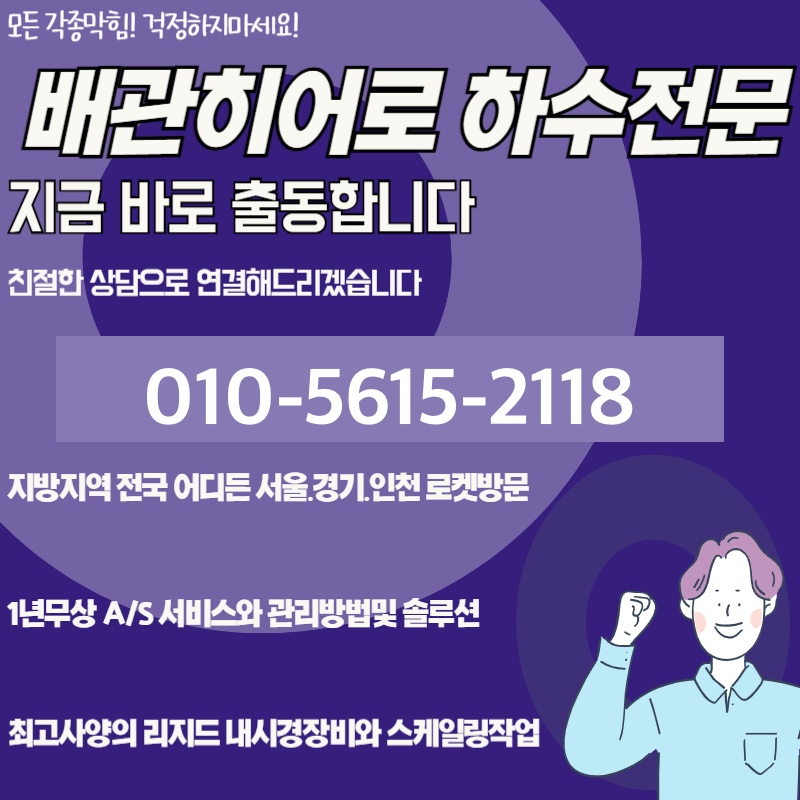 모든 각종막힘! 걱정하지마세요!
배관히어로 하수전문
지금 바로 출동합니다
친절한 상담으로 연결해드리겠습니다
010-5615-2118
지방지역 전국 어디든 서울.경기.인천 로켓방문
1년무상 A/S 서비스와 관리방법및 솔루션
최고사양의 리지드 내시경장비와 스케일링작업